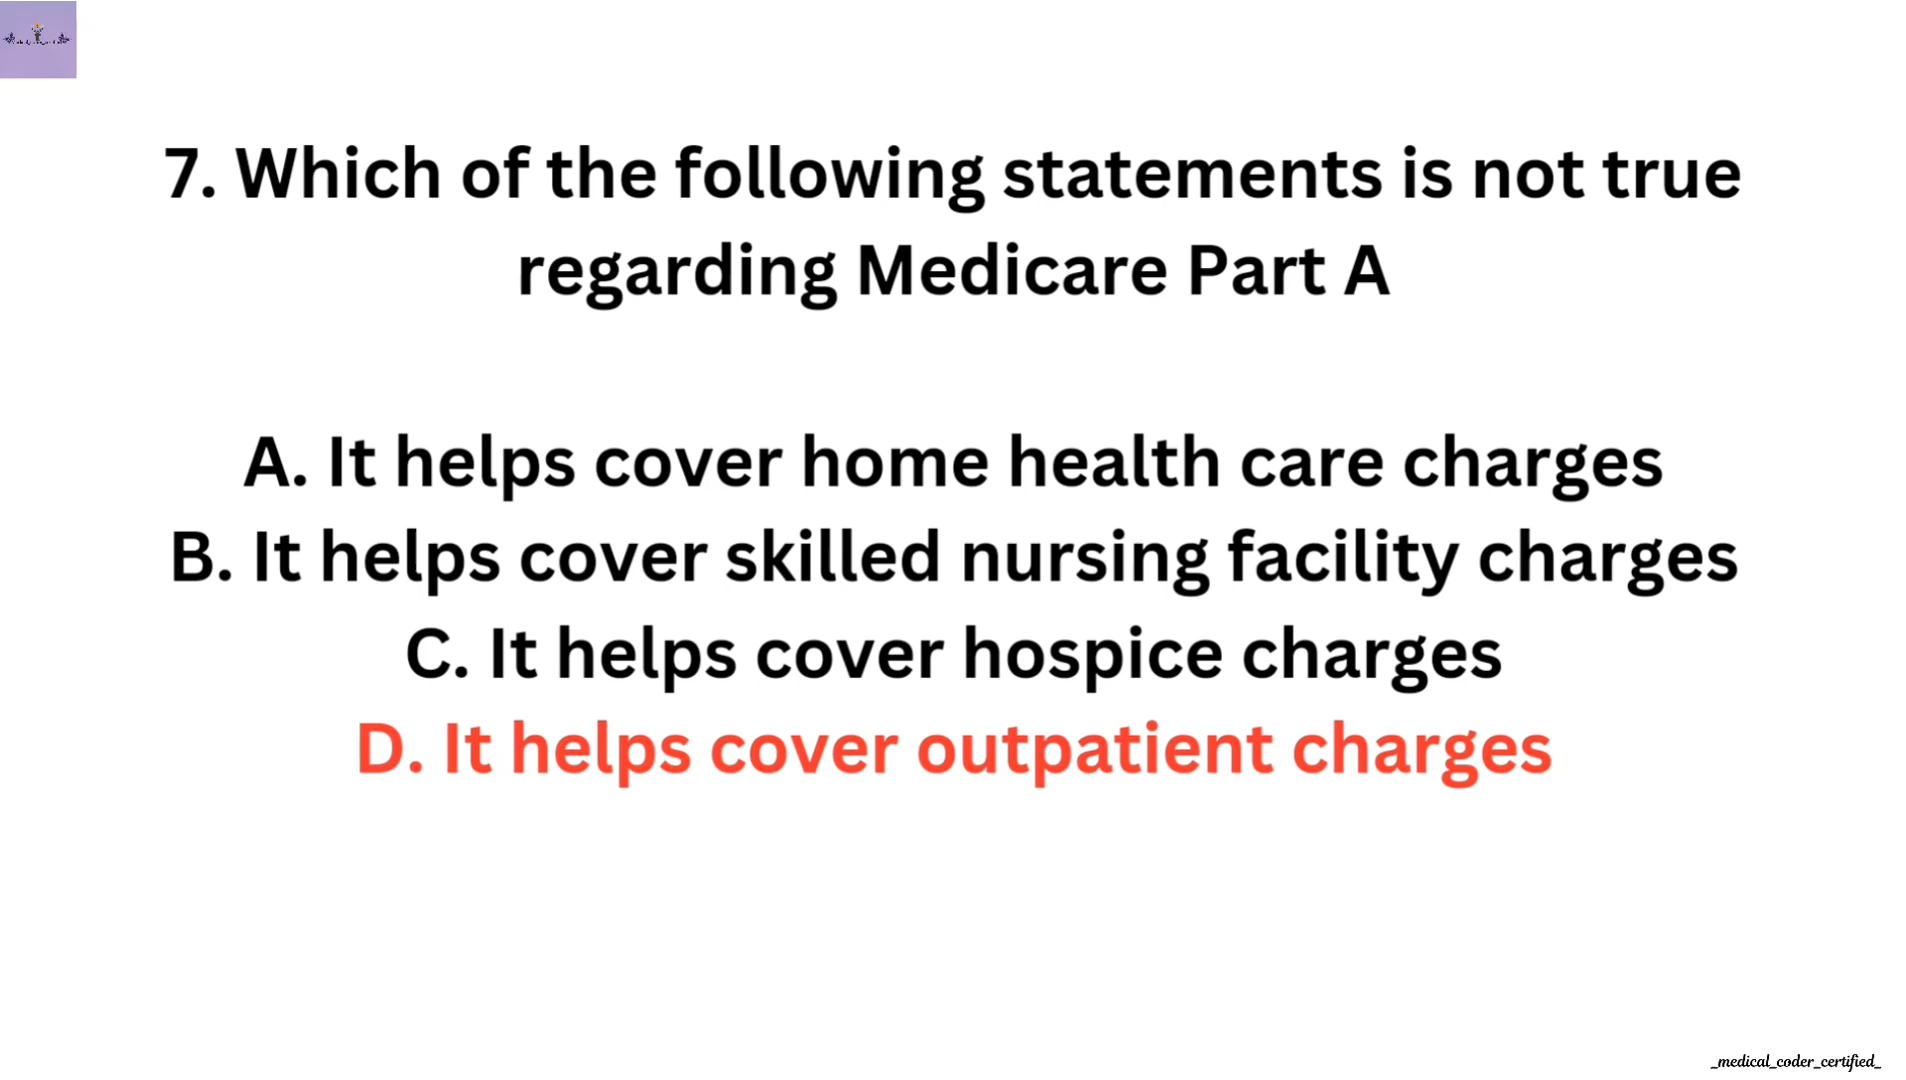 7. Which of the following statements is not true
regarding Medicare Part A
A. It helps cover home health care charges
B. It helps cover skilled nursing facility charges
C. It helps cover hospice charges
D. It helps cover outpatient charges
_medical_coder_certified_